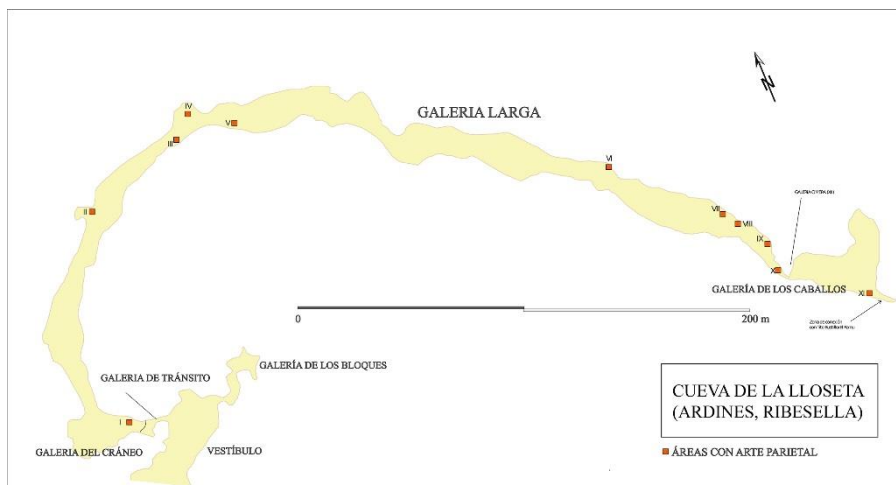 IV
GALERIA LARGA
N
V
III
VI
II
VII
VIII
IX
X
GALERÍA DE LOS CABALLOS
XI
0
200 m
GALERÍA DE LOS BLOQUES
GALERIA DE TRÁNSITO
CUEVA DE LA LLOSETA
(ARDINES, RIBESELLA)
I
GALERIA DEL CRÁNEO
VESTÍBULO
ÁREAS CON ARTE PARIETAL